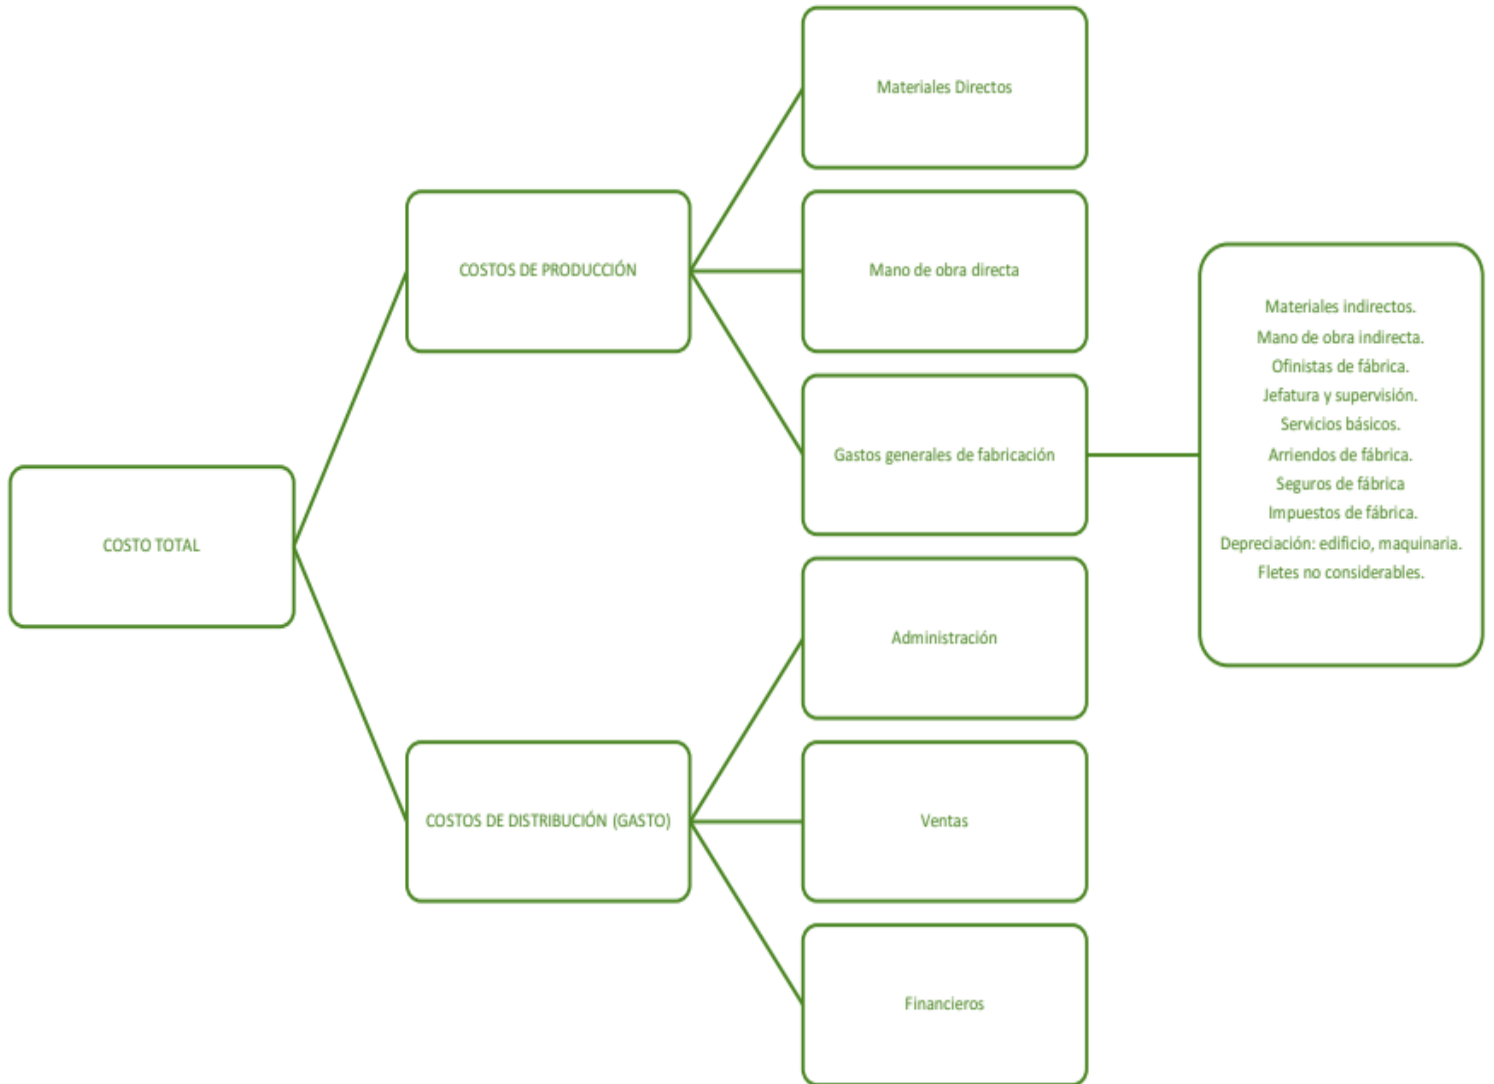 COSTO TOTAL
COSTOS DE PRODUCCIÓN
Materiales Directos
Mano de obra directa
Gastos generales de fabricación
Materiales indirectos.
Mano de obra indirecta.
Ofinistas de fábrica.
Jefatura y supervisión.
Servicios básicos.
Arriendos de fábrica.
Seguros de fábrica
Impuestos de fábrica.
Depreciación: edificio, maquinaria.
Fletes no considerables.
COSTOS DE DISTRIBUCIÓN (GASTO)
Administración
Ventas
Financieros